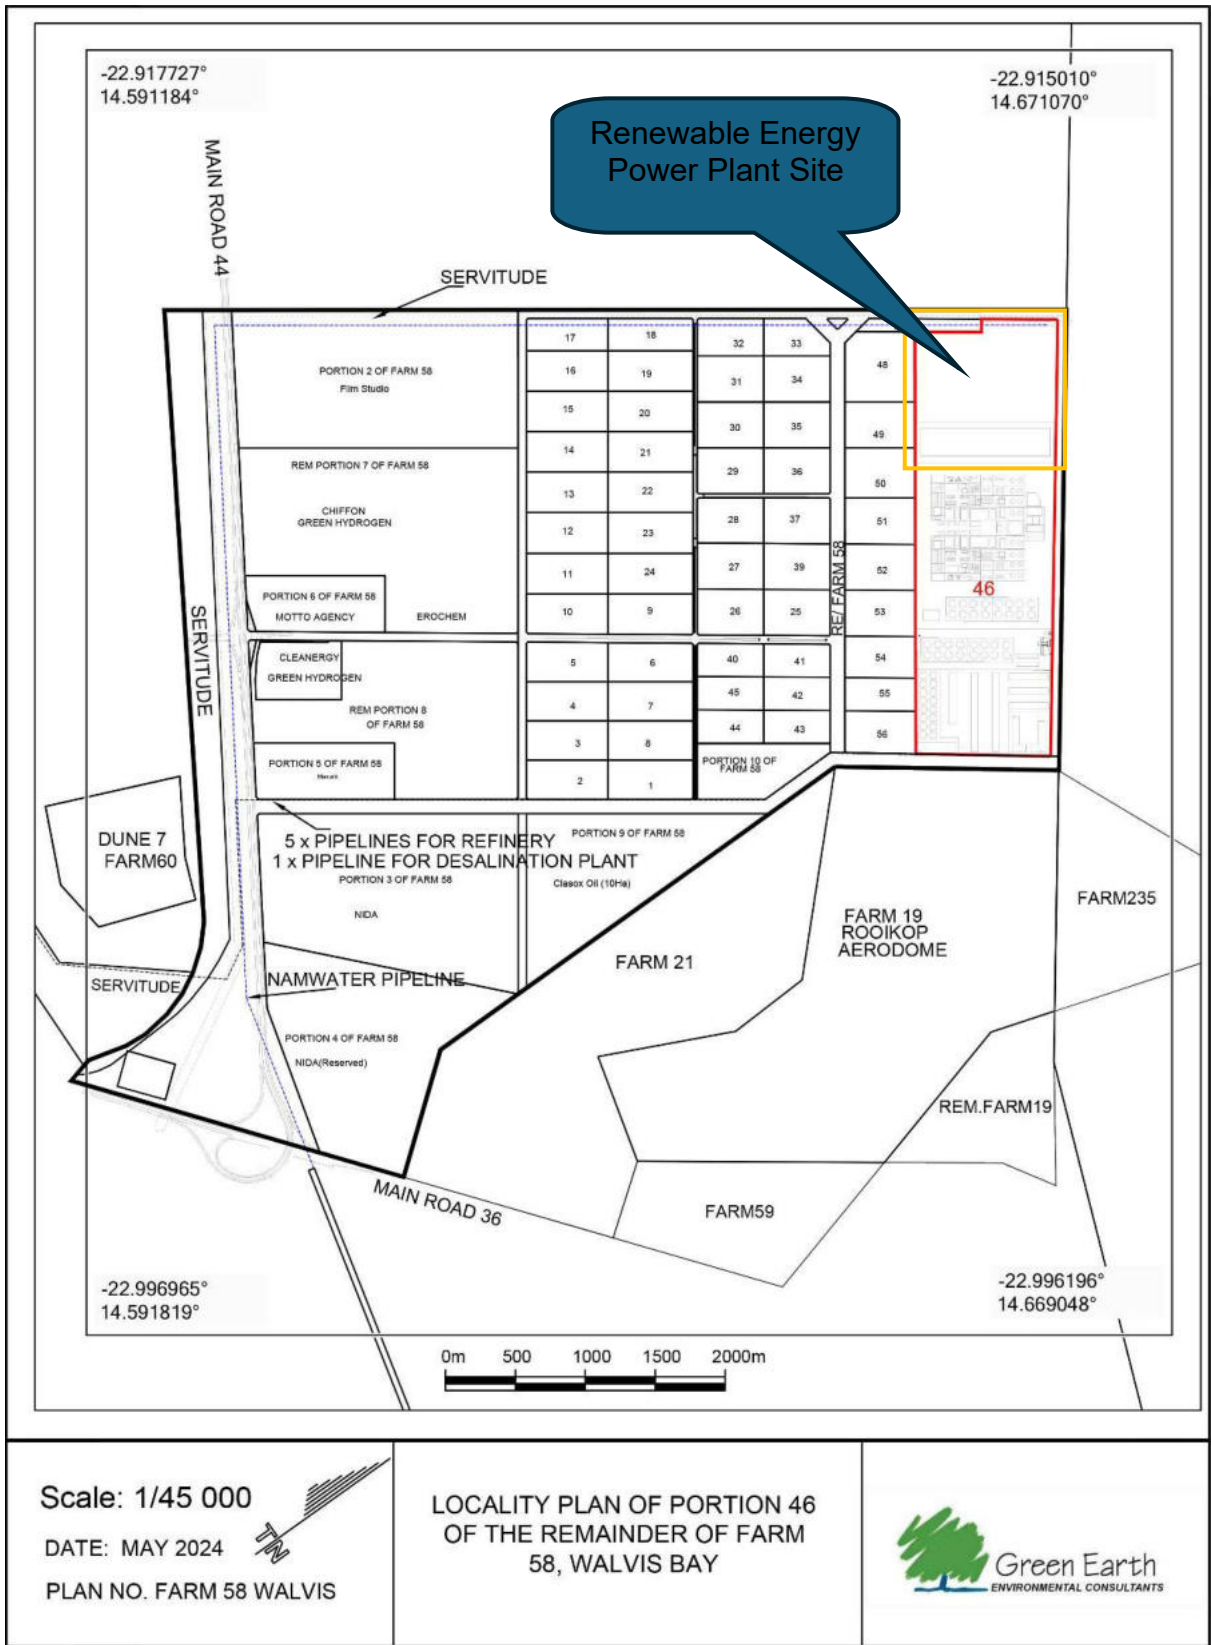 -22.917727°
14.591184°
-22.915010°
14.671070°
Renewable Energy
Power Plant Site
MAIN ROAD 44
SERVITUDE
PORTION 2 OF FARM 58
Film Studio
REM PORTION 7 OF FARM 58
CHIFFON
GREEN HYDROGEN
PORTION 6 OF FARM 58
MOTTO AGENCY
EROCHEM
CLEANERGY
GREEN HYDROGEN
REM PORTION 8
OF FARM 58
PORTION 5 OF FARM 58
SERVITUDE
17
18
16
19
15
20
14
21
13
22
12
23
11
24
10
9
5
6
4
7
3
8
2
1
32
33
31
34
30
35
29
36
28
37
27
39
26
25
40
41
45
42
44
43
PORTION 10 OF
FARM 58
RE/ FARM 58
48
49
50
51
52
53
54
55
56
46
DUNE 7
FARM60
5 x PIPELINES FOR REFINERY
1 x PIPELINE FOR DESALINATION PLANT
PORTION 3 OF FARM 58
NIDA
PORTION 9 OF FARM 58
Clasox Oil (10Ha)
SERVITUDE
NAMWATER PIPELINE
PORTION 4 OF FARM 58
NIDA(Reserved)
FARM 21
FARM 19
ROOIKOP
AERODOME
FARM235
REM.FARM19
FARM59
MAIN ROAD 36
-22.996965°
14.591819°
-22.996196°
14.669048°
0m 500 1000 1500 2000m
Scale: 1/45 000
DATE: MAY 2024
PLAN NO. FARM 58 WALVIS
TN
LOCALITY PLAN OF PORTION 46
OF THE REMAINDER OF FARM
58, WALVIS BAY
Green Earth
ENVIRONMENTAL CONSULTANTS